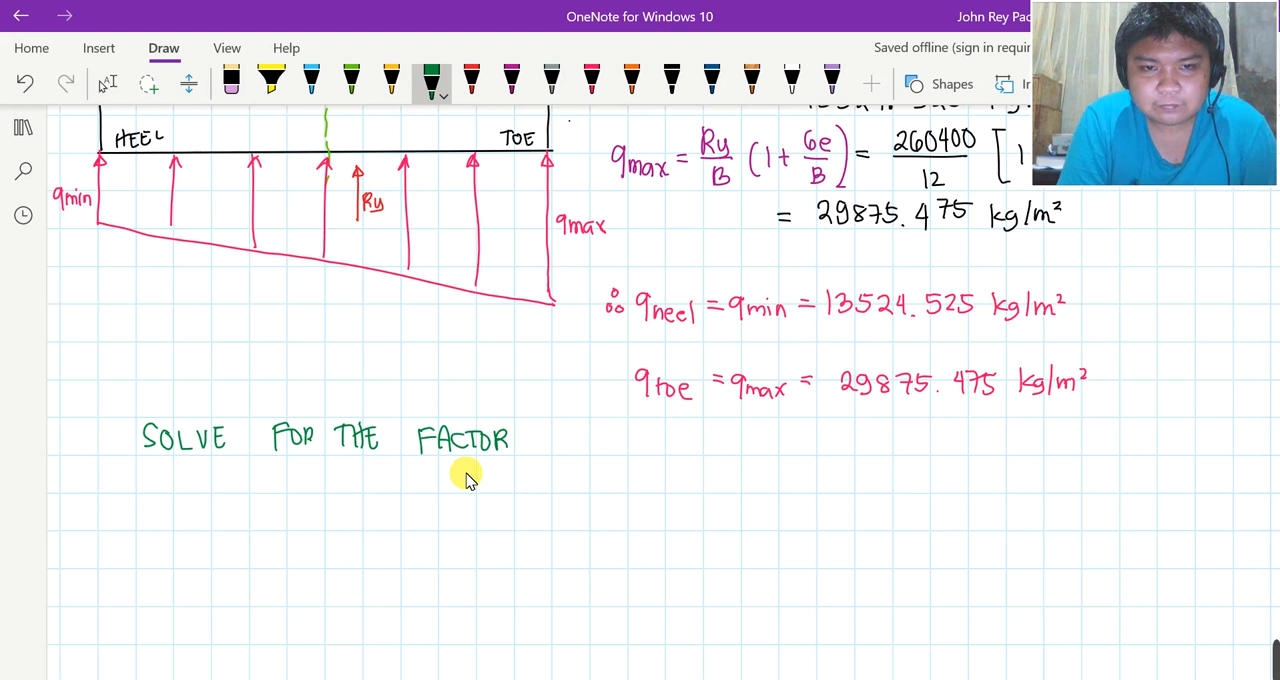 OneNote for Windows 10
John Rey
Home Insert Draw View Help
Saved offline (sign in
Shapes
HEEL TOE
qmin
Ry
qmax
qmax = Ry/B (1 + 6e/B) = 260400/12 [1
= 29875.475 kg/m²
∴ qheel = qmin = 13524.525 kg/m²
qtoe = qmax = 29875.475 kg/m²
SOLVE FOR THE FACTOR